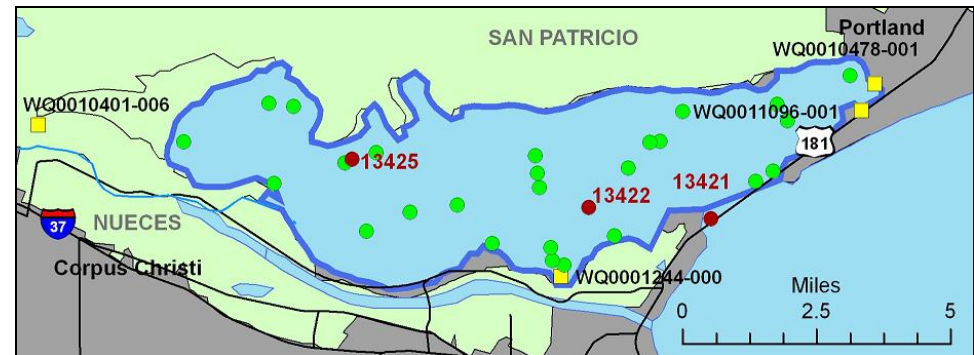 Portland
SAN PATRICIO
WQ0010478-001
WQ0010401-006
WQ0011096-001
181
13425
13422
13421
NUECES
37
Corpus Christi
WQ0001244-000
Miles
0 2.5 5